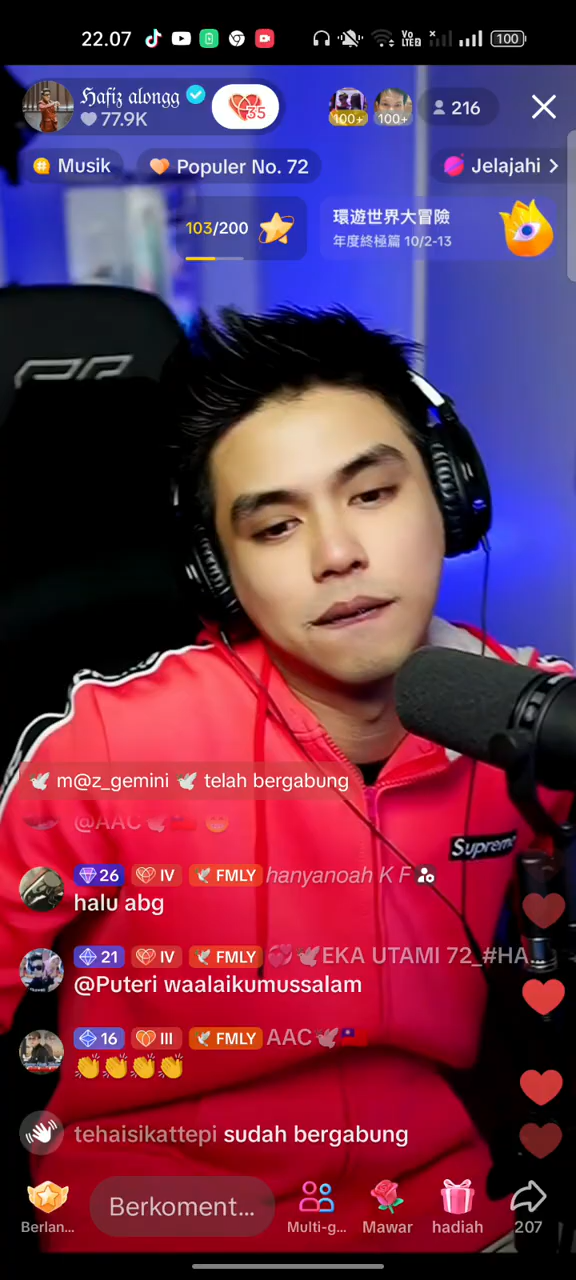 22.07
Vo
LTE2
100
Hafiz alongg
77.9K
35
100+
100+
216
Musik
Populer No. 72
Jelajahi >
103/200
環遊世界大冒險
年度終極篇 10/2-13
🕊 m@z_gemini 🕊 telah bergabung
@AAC🕊🇹🇼😁
26 IV FMLY hanyanoah K F
halu abg
21 IV FMLY 💞🕊EKA UTAMI 72_#HA...
@Puteri waalaikumussalam
16 III FMLY AAC🕊🇹🇼
👏👏👏👏
tehaisikattepi sudah bergabung
Supreme
Berlan...
Berkoment...
Multi-g...
Mawar
hadiah
207